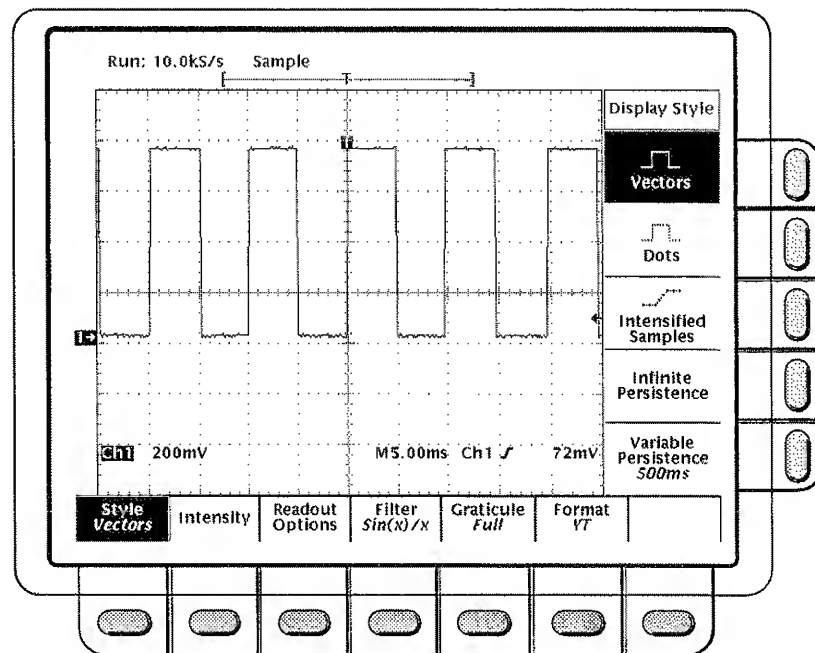 Run: 10.0kS/s Sample
T
Display Style
T
Vectors
Dots
Intensified
Samples
1
Infinite
Persistence
Ch1 200mV M5.00ms Ch1 72mV
Variable
Persistence
500ms
Style
Vectors
Intensity
Readout
Options
Filter
Sin(x)/x
Graticule
Full
Format
YT